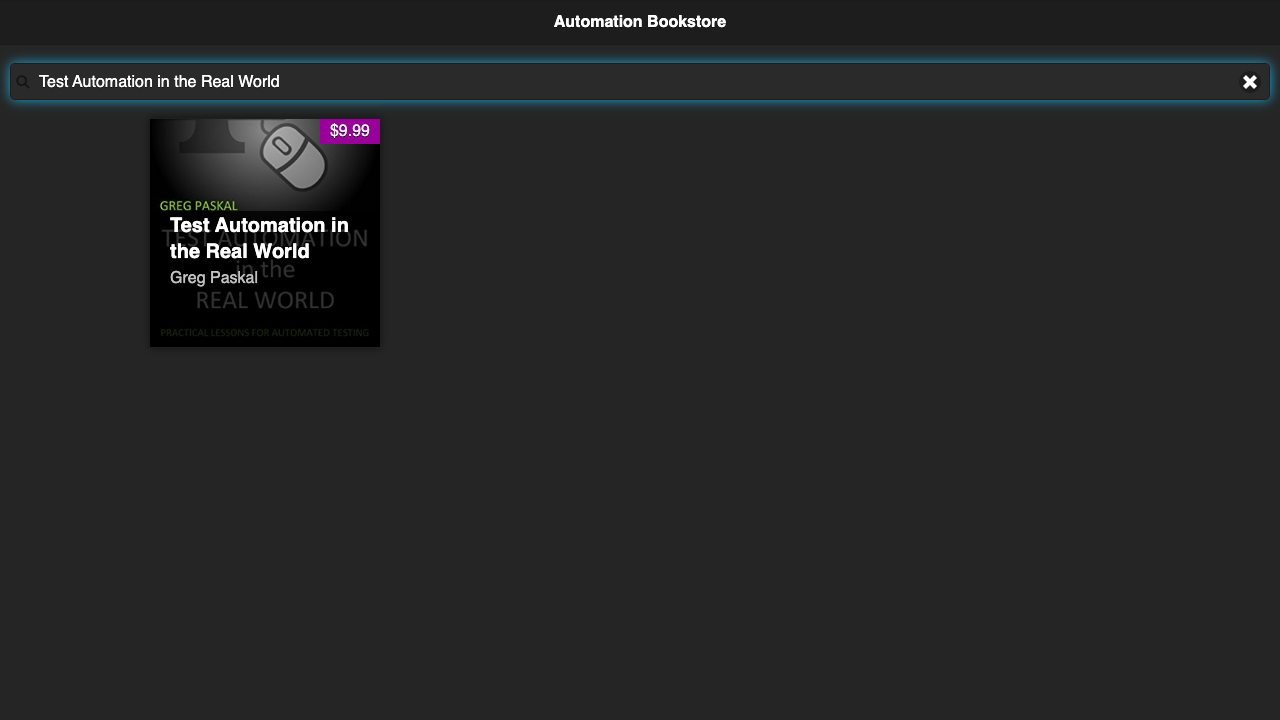 Automation Bookstore
Test Automation in the Real World
$9.99
GREG PASKAL
Test Automation in
the Real World
Greg Paskal
TEST AUTOMATION
in the
REAL WORLD
PRACTICAL LESSONS FOR AUTOMATED TESTING